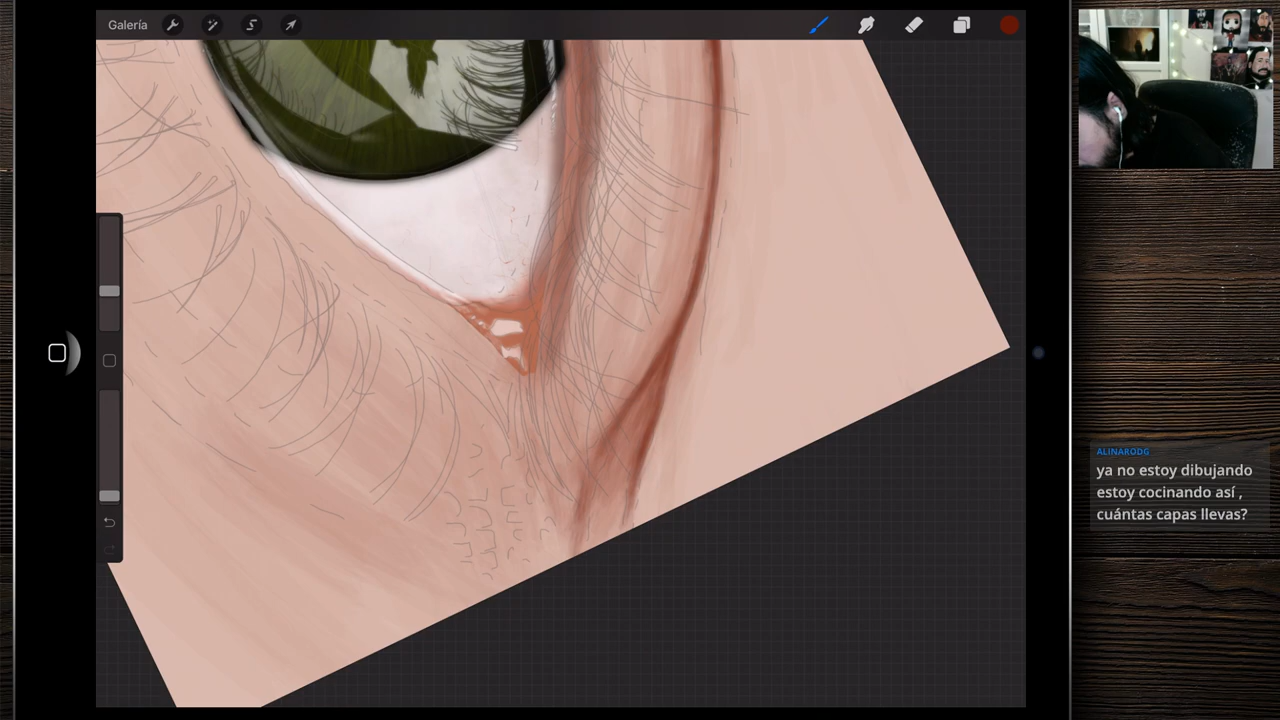 Galería
ALINARODG
ya no estoy dibujando
estoy cocinando así ,
cuántas capas llevas?